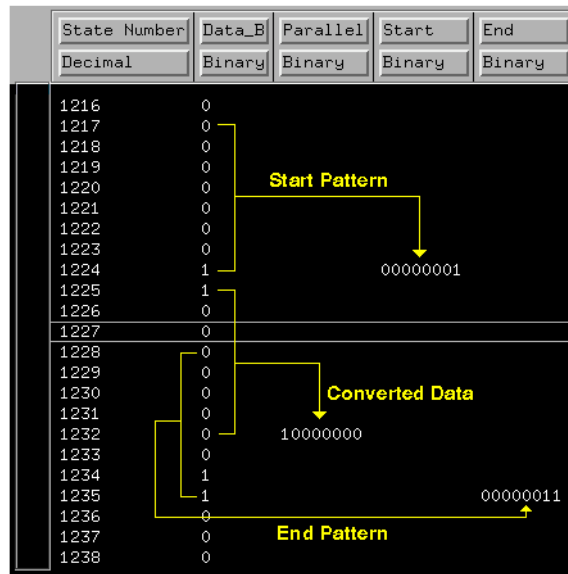 State Number Data_B Parallel Start End
Decimal Binary Binary Binary Binary
1216 0
1217 0
1218 0
1219 0
Start Pattern
1220 0
1221 0
1222 0
1223 0
1224 1 00000001
1225 1
1226 0
1227 0
1228 0
1229 0
1230 0
Converted Data
1231 0
1232 0 10000000
1233 0
1234 1
1235 1 00000011
1236 0
End Pattern
1237 0
1238 0